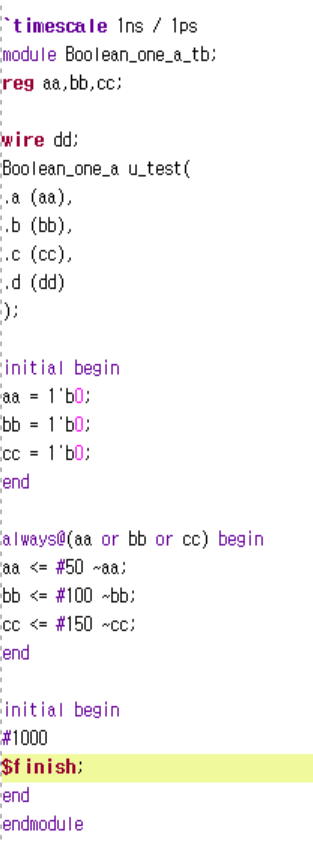 `timescale 1ns / 1ps
module Boolean_one_a_tb;
reg aa,bb,cc;
wire dd;
Boolean_one_a u_test(
.a (aa),
.b (bb),
.c (cc),
.d (dd)
);
initial begin
aa = 1'b0;
bb = 1'b0;
cc = 1'b0;
end
always@(aa or bb or cc) begin
aa <= #50 ~aa;
bb <= #100 ~bb;
cc <= #150 ~cc;
end
initial begin
#1000
$finish;
end
endmodule